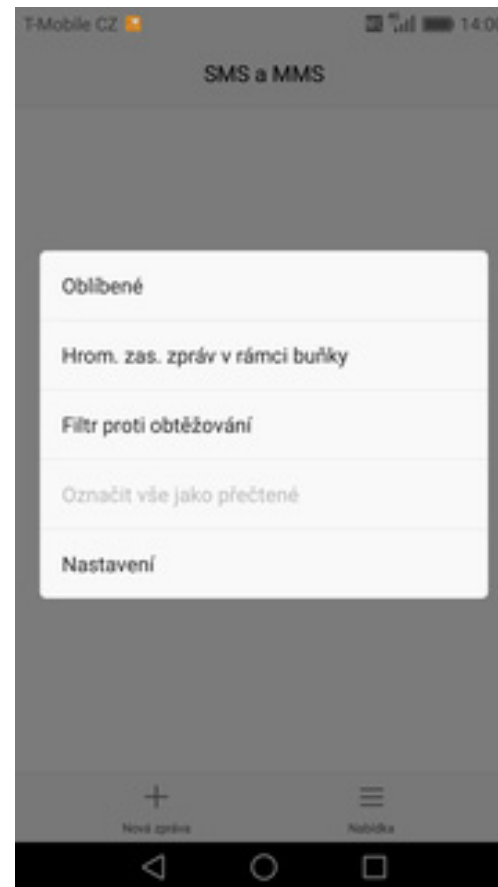 T-Mobile CZ 14:00
SMS a MMS
Oblíbené
Hrom. zas. zpráv v rámci buňky
Filtr proti obtěžování
Označit vše jako přečtené
Nastavení
Nová zpráva Nabídka